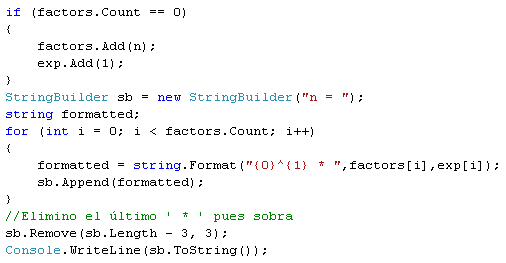 if (factors.Count == 0)
{
    factors.Add(n);
    exp.Add(1);
}
StringBuilder sb = new StringBuilder("n = ");
string formatted;
for (int i = 0; i < factors.Count; i++)
{
    formatted = string.Format("{0}^{1} * ",factors[i],exp[i]);
    sb.Append(formatted);
}
//Elimino el último ' * ' pues sobra
sb.Remove(sb.Length - 3, 3);
Console.WriteLine(sb.ToString());